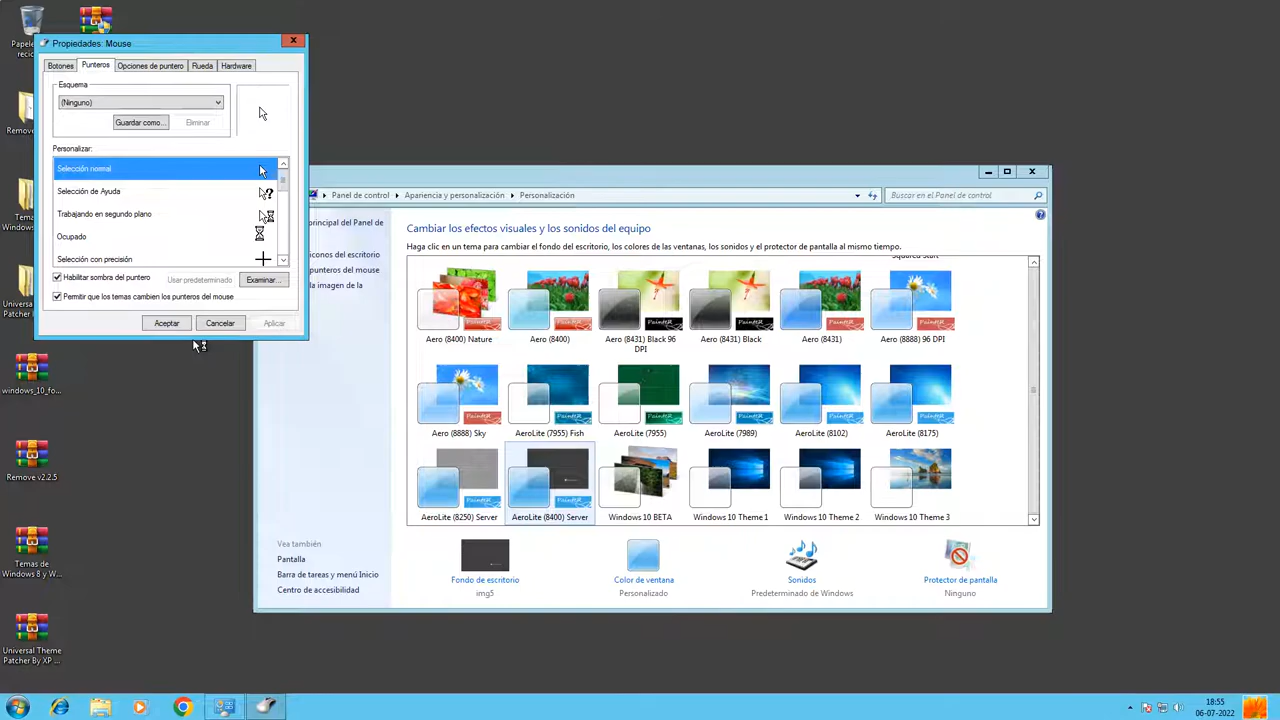 Papele
recic
Remove
Tema
Windows
Universal
Patcher
windows_10_fo...
Remove v2.2.5
Temas de
Windows 8 y W...
Universal Theme
Patcher By XP ...
Propiedades: Mouse
Botones
Punteros
Opciones de puntero
Rueda
Hardware
Esquema
(Ninguno)
Guardar como...
Eliminar
Personalizar:
Selección normal
Selección de Ayuda
Trabajando en segundo plano
Ocupado
Selección con precisión
Habilitar sombra del puntero
Usar predeterminado
Examinar...
Permitir que los temas cambien los punteros del mouse
Aceptar
Cancelar
Aplicar
Panel de control
Apariencia y personalización
Personalización
Buscar en el Panel de control
principal del Panel de
iconos del escritorio
punteros del mouse
la imagen de la
Vea también
Pantalla
Barra de tareas y menú Inicio
Centro de accesibilidad
Cambiar los efectos visuales y los sonidos del equipo
Haga clic en un tema para cambiar el fondo del escritorio, los colores de las ventanas, los sonidos y el protector de pantalla al mismo tiempo.
Aero (8400) Nature
Aero (8400)
Aero (8431) Black 96
DPI
Aero (8431) Black
Aero (8431)
Aero (8888) 96 DPI
Aero (8888) Sky
AeroLite (7955) Fish
AeroLite (7955)
AeroLite (7989)
AeroLite (8102)
AeroLite (8175)
AeroLite (8250) Server
AeroLite (8400) Server
Windows 10 BETA
Windows 10 Theme 1
Windows 10 Theme 2
Windows 10 Theme 3
Fondo de escritorio
img5
Color de ventana
Personalizado
Sonidos
Predeterminado de Windows
Protector de pantalla
Ninguno
18:55
06-07-2022